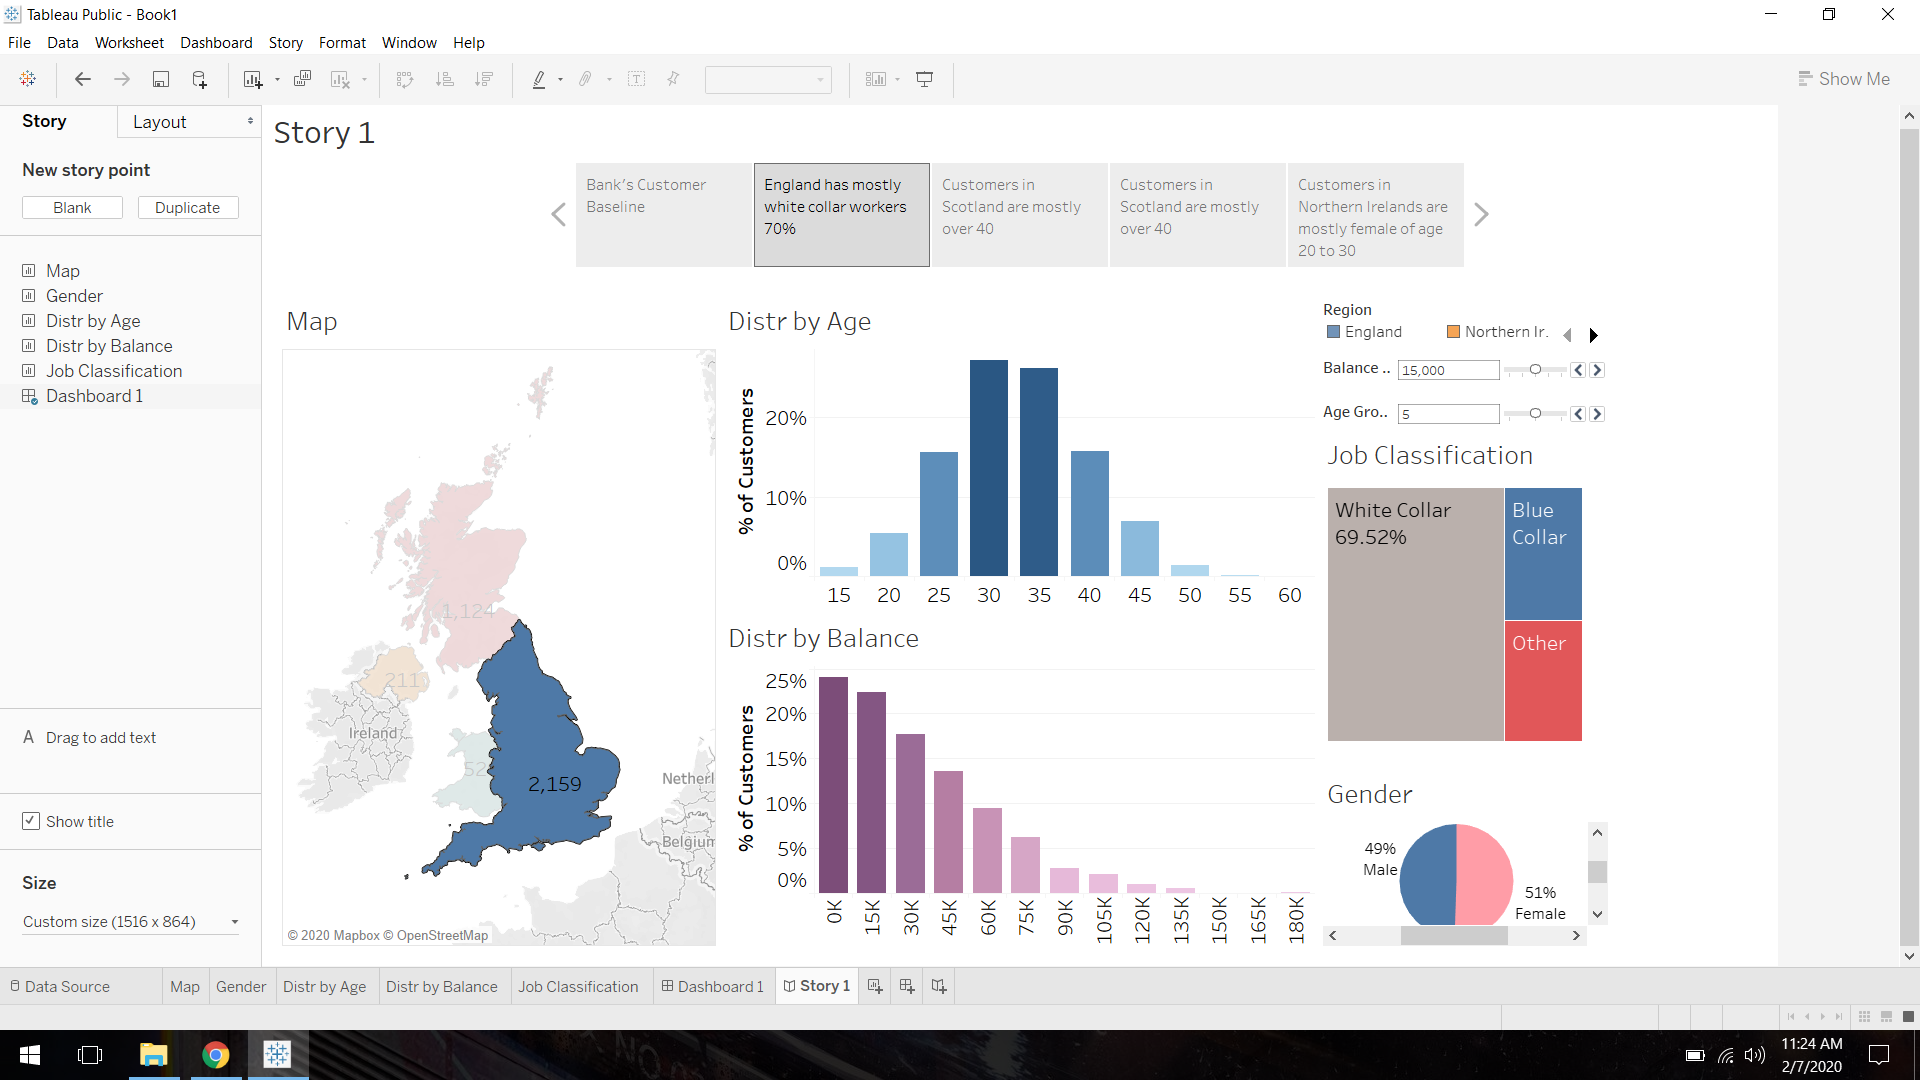 Tableau Public - Book1
File Data Worksheet Dashboard Story Format Window Help
Show Me
Story Layout
New story point
Blank Duplicate
Map
Gender
Distr by Age
Distr by Balance
Job Classification
Dashboard 1
A Drag to add text
Show title
Size
Custom size (1516 x 864)
Story 1
Bank's Customer
Baseline
England has mostly
white collar workers
70%
Customers in
Scotland are mostly
over 40
Customers in
Scotland are mostly
over 40
Customers in
Northern Irelands are
mostly female of age
20 to 30
Map
1,124
211
Ireland
52
2,159
Netherl
Belgium
© 2020 Mapbox © OpenStreetMap
Distr by Age
% of Customers
20%
10%
0%
15 20 25 30 35 40 45 50 55 60
Distr by Balance
% of Customers
25%
20%
15%
10%
5%
0%
0K 15K 30K 45K 60K 75K 90K 105K 120K 135K 150K 165K 180K
Region
England Northern Ir.
Balance .. 15,000
Age Gro.. 5
Job Classification
White Collar
69.52%
Blue
Collar
Other
Gender
49%
Male
51%
Female
Data Source Map Gender Distr by Age Distr by Balance Job Classification Dashboard 1 Story 1
11:24 AM
2/7/2020